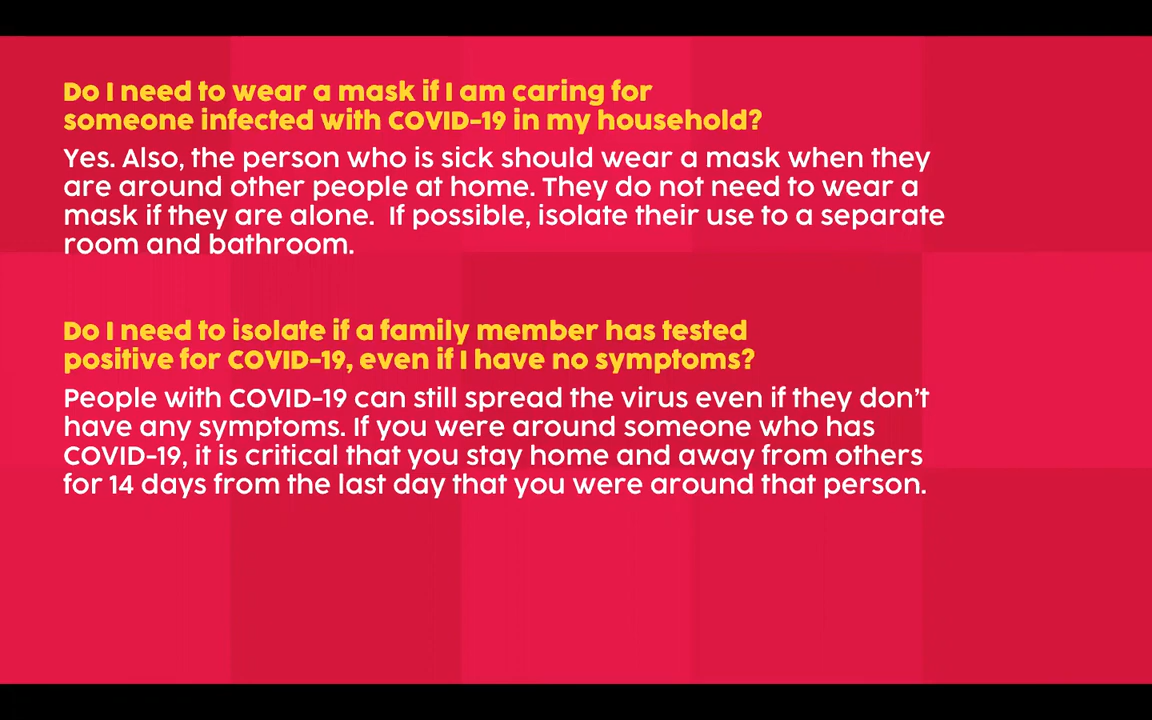 Do I need to wear a mask if I am caring for
someone infected with COVID-19 in my household?
Yes. Also, the person who is sick should wear a mask when they
are around other people at home. They do not need to wear a
mask if they are alone.  If possible, isolate their use to a separate
room and bathroom.
Do I need to isolate if a family member has tested
positive for COVID-19, even if I have no symptoms?
People with COVID-19 can still spread the virus even if they don't
have any symptoms. If you were around someone who has
COVID-19, it is critical that you stay home and away from others
for 14 days from the last day that you were around that person.